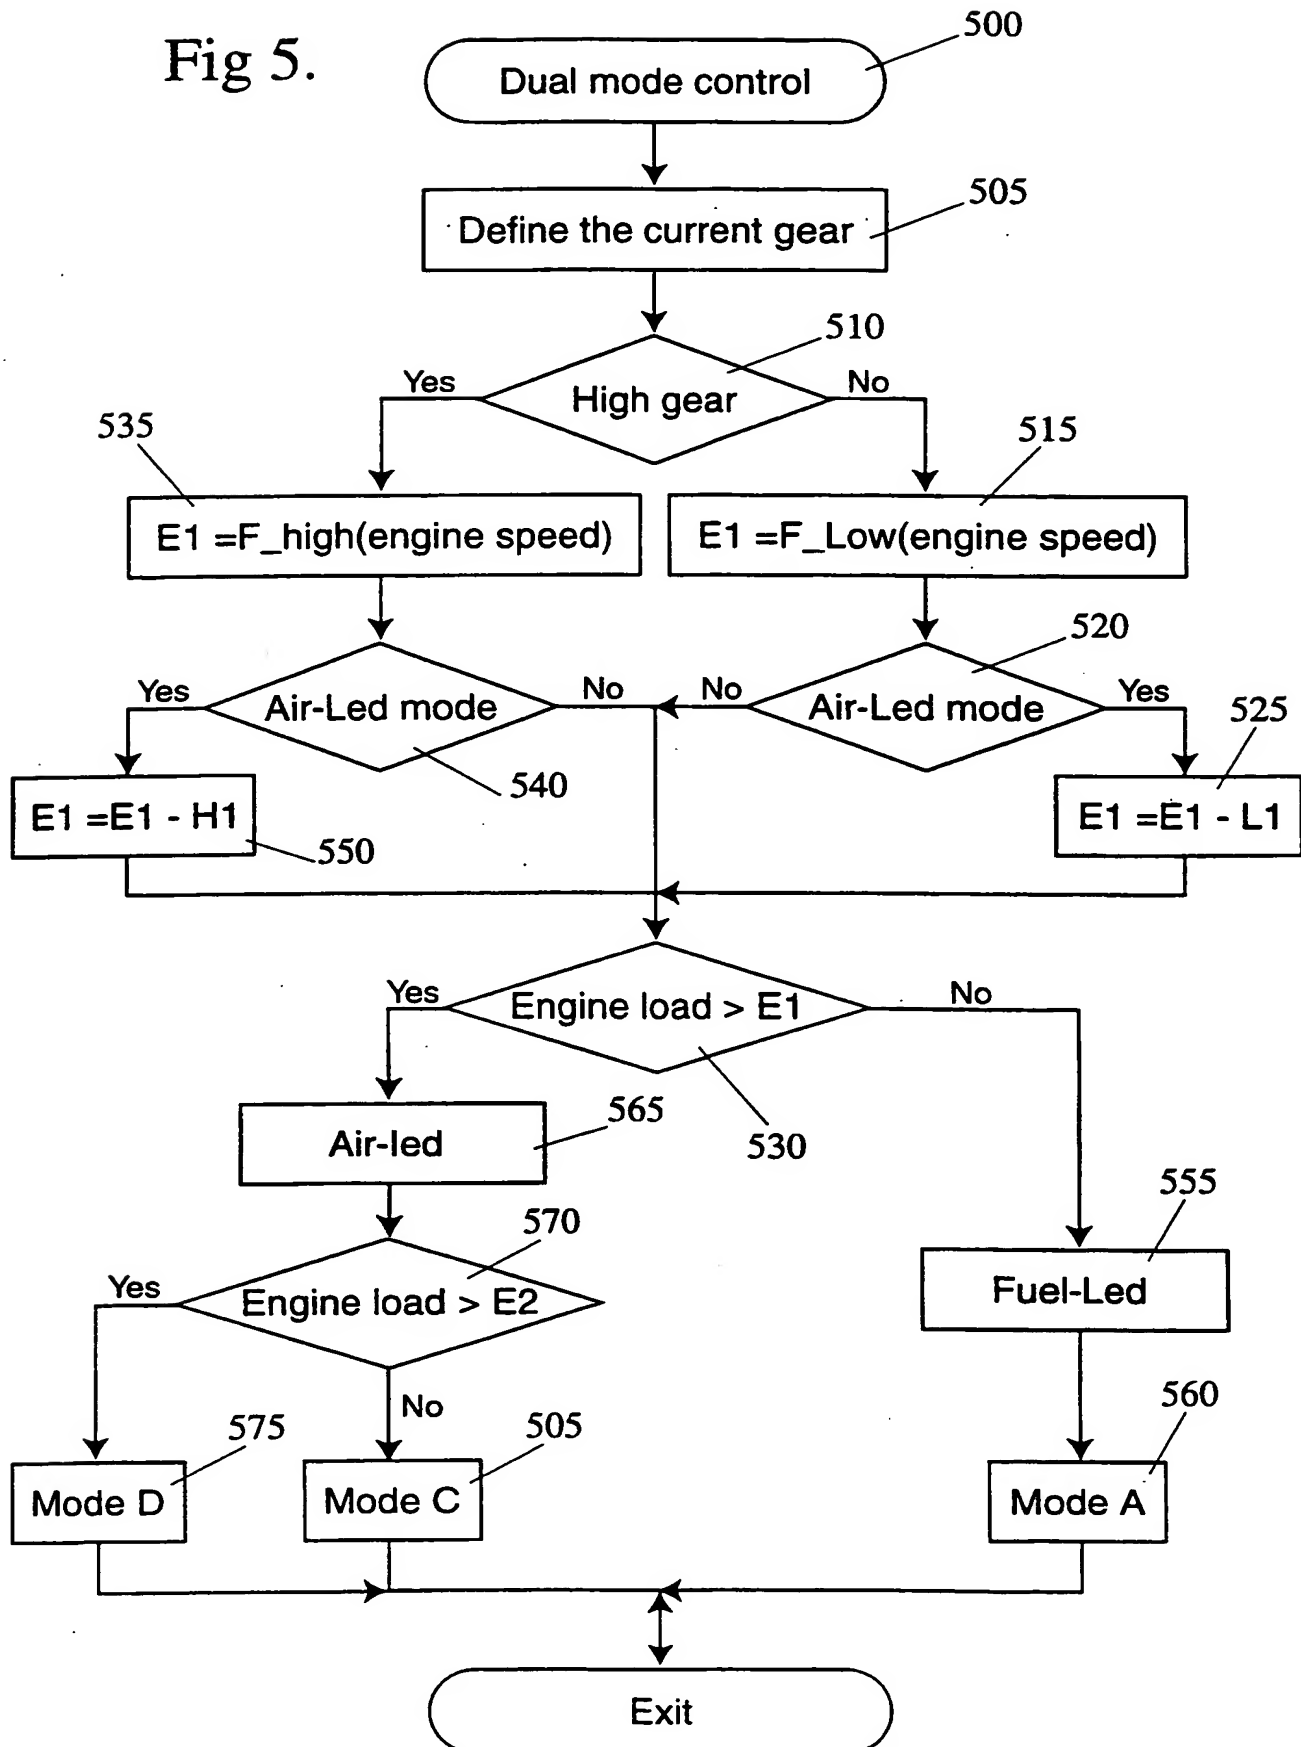 Fig 5.
500
Dual mode control
505
Define the current gear
510
High gear
Yes
No
535
515
E1 =F_high(engine speed)
E1 =F_Low(engine speed)
520
Yes
Air-Led mode
No
No
Air-Led mode
Yes
525
540
E1 =E1 - H1
550
E1 =E1 - L1
Yes
Engine load > E1
No
565
530
Air-led
555
570
Yes
Engine load > E2
Fuel-Led
No
575
505
560
Mode D
Mode C
Mode A
Exit